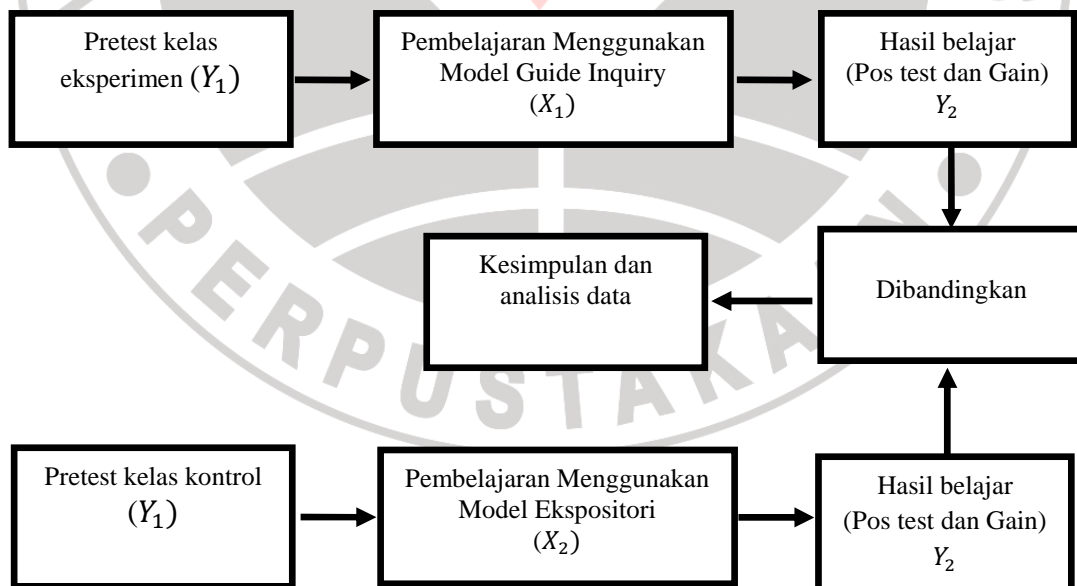 Pretest kelas
eksperimen (Y₁)
Pembelajaran Menggunakan
Model Guide Inquiry
(X₁)
Hasil belajar
(Pos test dan Gain)
Y₂
Kesimpulan dan
analisis data
Dibandingkan
PERPUSTAKAAN
Pretest kelas kontrol
(Y₁)
Pembelajaran Menggunakan
Model Ekspositori
(X₂)
Hasil belajar
(Pos test dan Gain)
Y₂